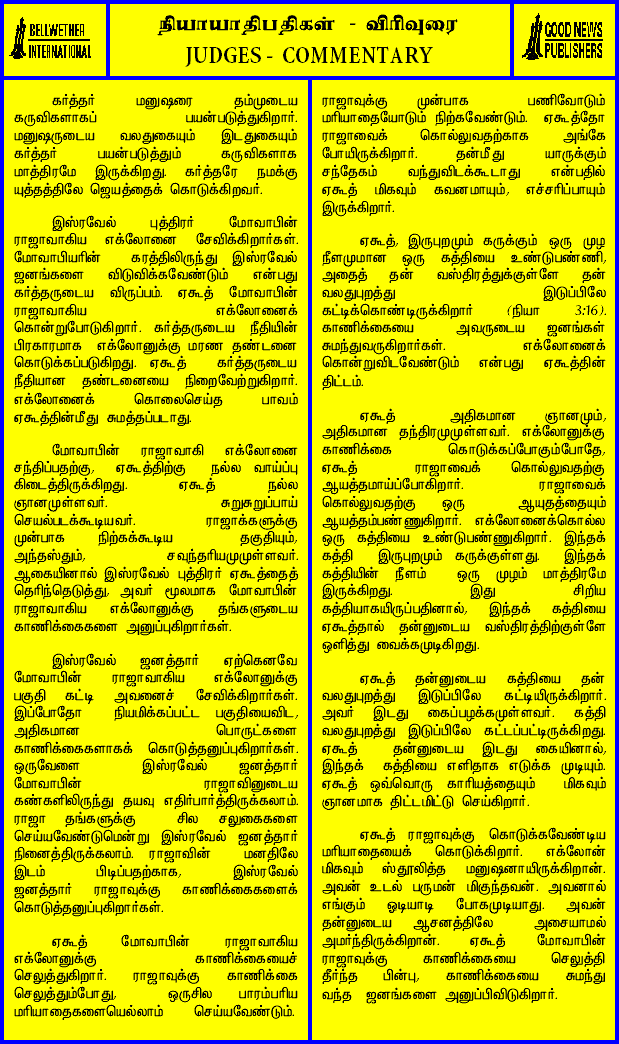 BELLWETHER
INTERNATIONAL
நியாயாதிபதிகள் - விரிவுரை
JUDGES - COMMENTARY
GOOD NEWS
PUBLISHERS
கர்த்தர் மனுஷரை தம்முடைய
கருவிகளாகப் பயன்படுத்துகிறார்.
மனுஷருடைய வலதுகையும் இடதுகையும்
கர்த்தர் பயன்படுத்தும் கருவிகளாக
மாத்திரமே இருக்கிறது. கர்த்தரே நமக்கு
யுத்தத்திலே ஜெயத்தைக் கொடுக்கிறவர்.
இஸ்ரவேல் புத்திரர் மோவாபின்
ராஜாவாகிய எக்லோனை சேவிக்கிறார்கள்.
மோவாபியரின் கரத்திலிருந்து இஸ்ரவேல்
ஜனங்களை விடுவிக்கவேண்டும் என்பது
கர்த்தருடைய விருப்பம். ஏகூத் மோவாபின்
ராஜாவாகிய எக்லோனைக்
கொன்றுபோடுகிறார். கர்த்தருடைய நீதியின்
பிரகாரமாக எக்லோனுக்கு மரண தண்டனை
கொடுக்கப்படுகிறது. ஏகூத் கர்த்தருடைய
நீதியான தண்டனையை நிறைவேற்றுகிறார்.
எக்லோனைக் கொலைசெய்த பாவம்
ஏகூத்தின்மீது சுமத்தப்படாது.
மோவாபின் ராஜாவாகி எக்லோனை
சந்திப்பதற்கு, ஏகூத்திற்கு நல்ல வாய்ப்பு
கிடைத்திருக்கிறது. ஏகூத் நல்ல
ஞானமுள்ளவர். சுறுசுறுப்பாய்
செயல்படக்கூடியவர். ராஜாக்களுக்கு
முன்பாக நிற்கக்கூடிய தகுதியும்,
அந்தஸ்தும், சவுந்தரியமுமுள்ளவர்.
ஆகையினால் இஸ்ரவேல் புத்திரர் ஏகூத்தைத்
தெரிந்தெடுத்து, அவர் மூலமாக மோவாபின்
ராஜாவாகிய எக்லோனுக்கு தங்களுடைய
காணிக்கைகளை அனுப்புகிறார்கள்.
இஸ்ரவேல் ஜனத்தார் ஏற்கெனவே
மோவாபின் ராஜாவாகிய எக்லோனுக்கு
பகுதி கட்டி அவனைச் சேவிக்கிறார்கள்.
இப்போதோ நியமிக்கப்பட்ட பகுதியைவிட,
அதிகமான பொருட்களை
காணிக்கைகளாகக் கொடுத்தனுப்புகிறார்கள்.
ஒருவேளை இஸ்ரவேல் ஜனத்தார்
மோவாபின் ராஜாவினுடைய
கண்களிலிருந்து தயவு எதிர்பார்த்திருக்கலாம்.
ராஜா தங்களுக்கு சில சலுகைகளை
செய்யவேண்டுமென்று இஸ்ரவேல் ஜனத்தார்
நினைத்திருக்கலாம். ராஜாவின் மனதிலே
இடம் பிடிப்பதற்காக, இஸ்ரவேல்
ஜனத்தார் ராஜாவுக்கு காணிக்கைகளைக்
கொடுத்தனுப்புகிறார்கள்.
ஏகூத் மோவாபின் ராஜாவாகிய
எக்லோனுக்கு காணிக்கையைச்
செலுத்துகிறார். ராஜாவுக்கு காணிக்கை
செலுத்தும்போது, ஒருசில பாரம்பரிய
மரியாதைகளையெல்லாம் செய்யவேண்டும்.
ராஜாவுக்கு முன்பாக பணிவோடும்
மரியாதையோடும் நிற்கவேண்டும். ஏகூத்தோ
ராஜாவைக் கொல்லுவதற்காக அங்கே
போயிருக்கிறார். தன்மீது யாருக்கும்
சந்தேகம் வந்துவிடக்கூடாது என்பதில்
ஏகூத் மிகவும் கவனமாயும், எச்சரிப்பாயும்
இருக்கிறார்.
ஏகூத், இருபுறமும் கருக்கும் ஒரு முழ
நீளமுமான ஒரு கத்தியை உண்டுபண்ணி,
அதைத் தன் வஸ்திரத்துக்குள்ளே தன்
வலதுபுறத்து இடுப்பிலே
கட்டிக்கொண்டிருக்கிறார் (நியா 3:16).
காணிக்கையை அவருடைய ஜனங்கள்
சுமந்துவருகிறார்கள். எக்லோனைக்
கொன்றுவிடவேண்டும் என்பது ஏகூத்தின்
திட்டம்.
ஏகூத் அதிகமான ஞானமும்,
அதிகமான தந்திரமுமுள்ளவர். எக்லோனுக்கு
காணிக்கை கொடுக்கப்போகும்போதே,
ஏகூத் ராஜாவைக் கொல்லுவதற்கு
ஆயத்தமாய்ப்போகிறார். ராஜாவைக்
கொல்லுவதற்கு ஒரு ஆயுதத்தையும்
ஆயத்தம்பண்ணுகிறார். எக்லோனைக்கொல்ல
ஒரு கத்தியை உண்டுபண்ணுகிறார். இந்தக்
கத்தி இருபுறமும் கருக்குள்ளது. இந்தக்
கத்தியின் நீளம் ஒரு முழம் மாத்திரமே
இருக்கிறது. இது சிறிய
கத்தியாகயிருப்பதினால், இந்தக் கத்தியை
ஏகூத்தால் தன்னுடைய வஸ்திரத்திற்குள்ளே
ஒளித்து வைக்கமுடிகிறது.
ஏகூத் தன்னுடைய கத்தியை தன்
வலதுபுறத்து இடுப்பிலே கட்டியிருக்கிறார்.
அவர் இடது கைப்பழக்கமுள்ளவர். கத்தி
வலதுபுறத்து இடுப்பிலே கட்டப்பட்டிருக்கிறது.
ஏகூத் தன்னுடைய இடது கையினால்,
இந்தக் கத்தியை எளிதாக எடுக்க முடியும்.
ஏகூத் ஒவ்வொரு காரியத்தையும் மிகவும்
ஞானமாக திட்டமிட்டு செய்கிறார்.
ஏகூத் ராஜாவுக்கு கொடுக்கவேண்டிய
மரியாதையைக் கொடுக்கிறார். எக்லோன்
மிகவும் ஸ்தூலித்த மனுஷனாயிருக்கிறான்.
அவன் உடல் பருமன் மிகுந்தவன். அவனால்
எங்கும் ஓடியாடி போகமுடியாது. அவன்
தன்னுடைய ஆசனத்திலே அசையாமல்
அமர்ந்திருக்கிறான். ஏகூத் மோவாபின்
ராஜாவுக்கு காணிக்கையை செலுத்தி
தீர்ந்த பின்பு, காணிக்கையை சுமந்து
வந்த ஜனங்களை அனுப்பிவிடுகிறார்.